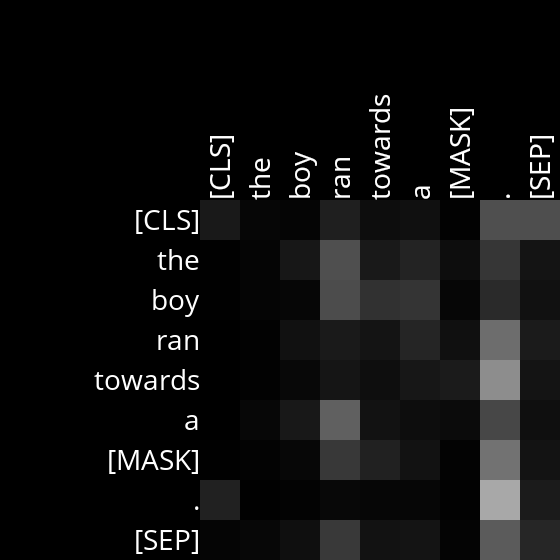 [CLS] the boy ran towards a [MASK] . [SEP]
[CLS]
the
boy
ran
towards
a
[MASK]
.
[SEP]